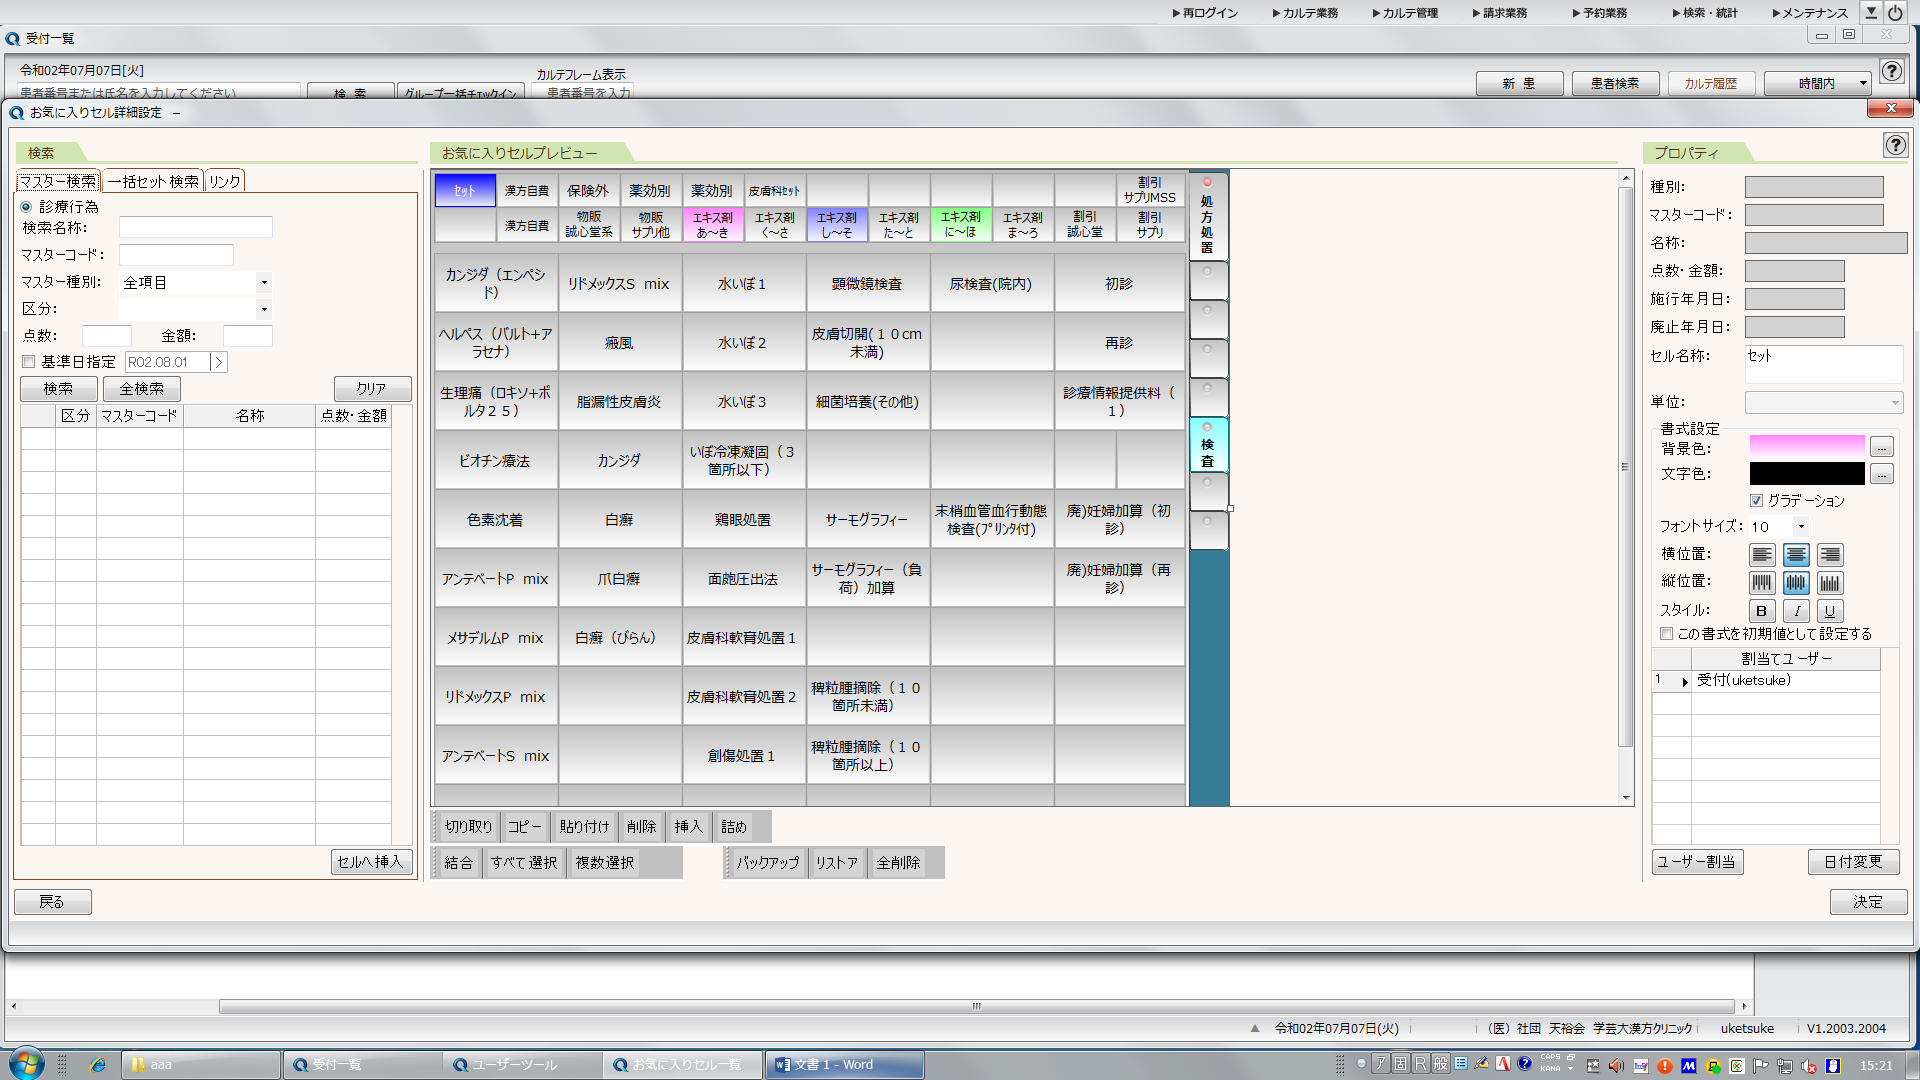 ▶再ログイン ▶カルテ業務 ▶カルテ管理 ▶請求業務 ▶予約業務 ▶検索・統計 ▶メンテナンス
受付一覧
令和02年07月07日[火]
カルテフレーム表示
患者番号または氏名を入力してください
検 索
グループ一括チェックイン
患者番号を入力
新 患
患者検索
カルテ履歴
時間内
お気に入りセル詳細設定 －
検索
マスター検索 一括セット検索 リンク
診療行為
検索名称:
マスターコード:
マスター種別: 全項目
区分:
点数: 金額:
基準日指定 R02.08.01
検索 全検索 クリア
区分 マスターコード 名称 点数・金額
セルへ挿入
戻る
お気に入りセルプレビュー
セット 漢方自費 保険外 薬効別 薬効別 皮膚科セット 割引サプリMSS
漢方自費 物販誠心堂系 物販サプリ他 エキス剤あ～き エキス剤く～さ エキス剤し～そ エキス剤た～と エキス剤に～ほ エキス剤ま～ろ 割引誠心堂 割引サプリ
カンジダ（エンペシド） リドメックスS mix 水いぼ１ 顕微鏡検査 尿検査(院内) 初診
ヘルペス（バルト+アラセナ） 癜風 水いぼ２ 皮膚切開(１０cm未満) 再診
生理痛（ロキソ+ボルタ２５） 脂漏性皮膚炎 水いぼ３ 細菌培養(その他) 診療情報提供料（１）
ビオチン療法 カンジダ いぼ冷凍凝固（３箇所以下）
色素沈着 白癬 鶏眼処置 サーモグラフィー 末梢血管血行動態検査(プリンタ付) 廃)妊婦加算（初診）
アンテベートP mix 爪白癬 面皰圧出法 サーモグラフィー（負荷）加算 廃)妊婦加算（再診）
メサデルムP mix 白癬（びらん） 皮膚科軟膏処置１
リドメックスP mix 皮膚科軟膏処置２ 稗粒腫摘除（１０箇所未満）
アンテベートS mix 創傷処置１ 稗粒腫摘除（１０箇所以上）
処方処置
検査
切り取り コピー 貼り付け 削除 挿入 詰め
結合 すべて選択 複数選択 バックアップ リストア 全削除
プロパティ
種別:
マスターコード:
名称:
点数・金額:
施行年月日:
廃止年月日:
セル名称: セット
単位:
書式設定
背景色: ...
文字色: ...
グラデーション
フォントサイズ: 10
横位置:
縦位置:
スタイル: B I U
この書式を初期値として設定する
割当てユーザー
1 受付(uketsuke)
ユーザー割当 日付変更
決定
令和02年07月07日(火) （医）社団 天裕会 学芸大漢方クリニック uketsuke V1.2003.2004
aaa 受付一覧 ユーザーツール お気に入りセル一覧 文書 1 - Word
ア 固 R 般 CAPS KANA 15:21